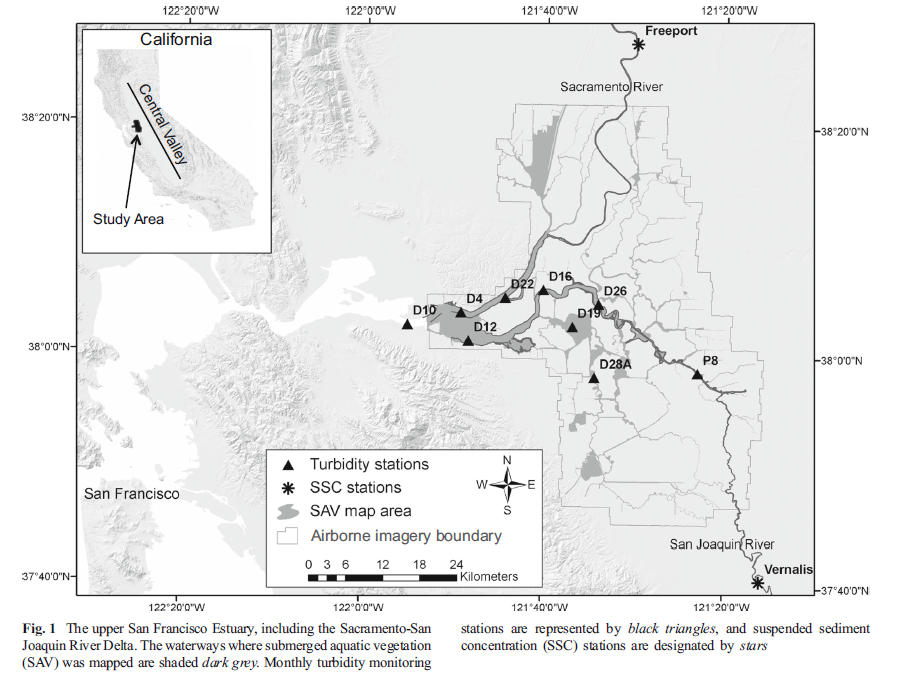 122°20'0"W 122°0'0"W 121°40'0"W 121°20'0"W
California
Central Valley
Study Area
Freeport
Sacramento River
38°20'0"N 38°20'0"N
D10
D4
D22
D16
D26
D12
D19
D28A
P8
38°0'0"N 38°0'0"N
San Francisco
Turbidity stations
SSC stations
SAV map area
Airborne imagery boundary
N
W E
S
0 3 6 12 18 24
Kilometers
San Joaquin River
Vernalis
37°40'0"N 37°40'0"N
122°20'0"W 122°0'0"W 121°40'0"W 121°20'0"W
Fig. 1 The upper San Francisco Estuary, including the Sacramento-San
Joaquin River Delta. The waterways where submerged aquatic vegetation
(SAV) was mapped are shaded dark grey. Monthly turbidity monitoring
stations are represented by black triangles, and suspended sediment
concentration (SSC) stations are designated by stars